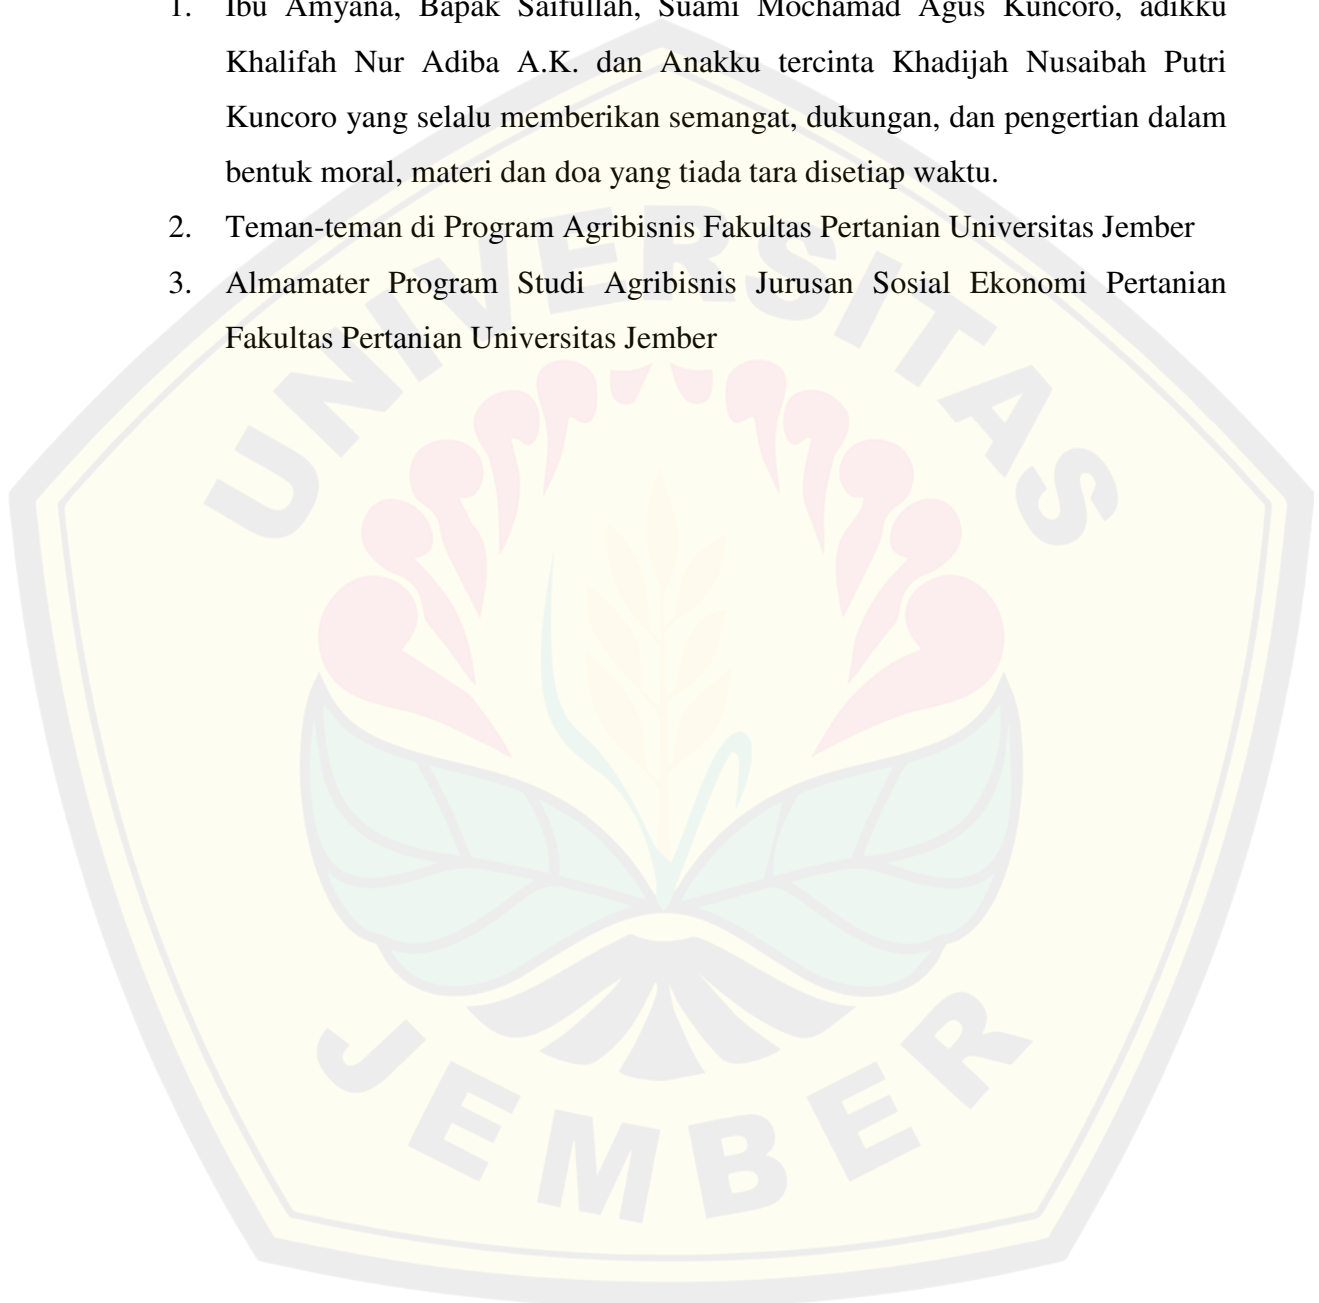 1. Ibu Amyana, Bapak Saifullah, Suami Mochamad Agus Kuncoro, adikku
Khalifah Nur Adiba A.K. dan Anakku tercinta Khadijah Nusaibah Putri
Kuncoro yang selalu memberikan semangat, dukungan, dan pengertian dalam
bentuk moral, materi dan doa yang tiada tara disetiap waktu.
2. Teman-teman di Program Agribisnis Fakultas Pertanian Universitas Jember
3. Almamater Program Studi Agribisnis Jurusan Sosial Ekonomi Pertanian
Fakultas Pertanian Universitas Jember
UNIVERSITAS
JEMBER